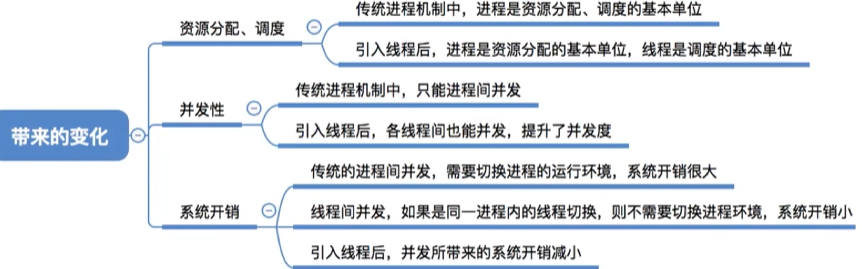 带来的变化
资源分配、调度
传统进程机制中，进程是资源分配、调度的基本单位
引入线程后，进程是资源分配的基本单位，线程是调度的基本单位
并发性
传统进程机制中，只能进程间并发
引入线程后，各线程间也能并发，提升了并发度
系统开销
传统的进程间并发，需要切换进程的运行环境，系统开销很大
线程间并发，如果是同一进程内的线程切换，则不需要切换进程环境，系统开销小
引入线程后，并发所带来的系统开销减小